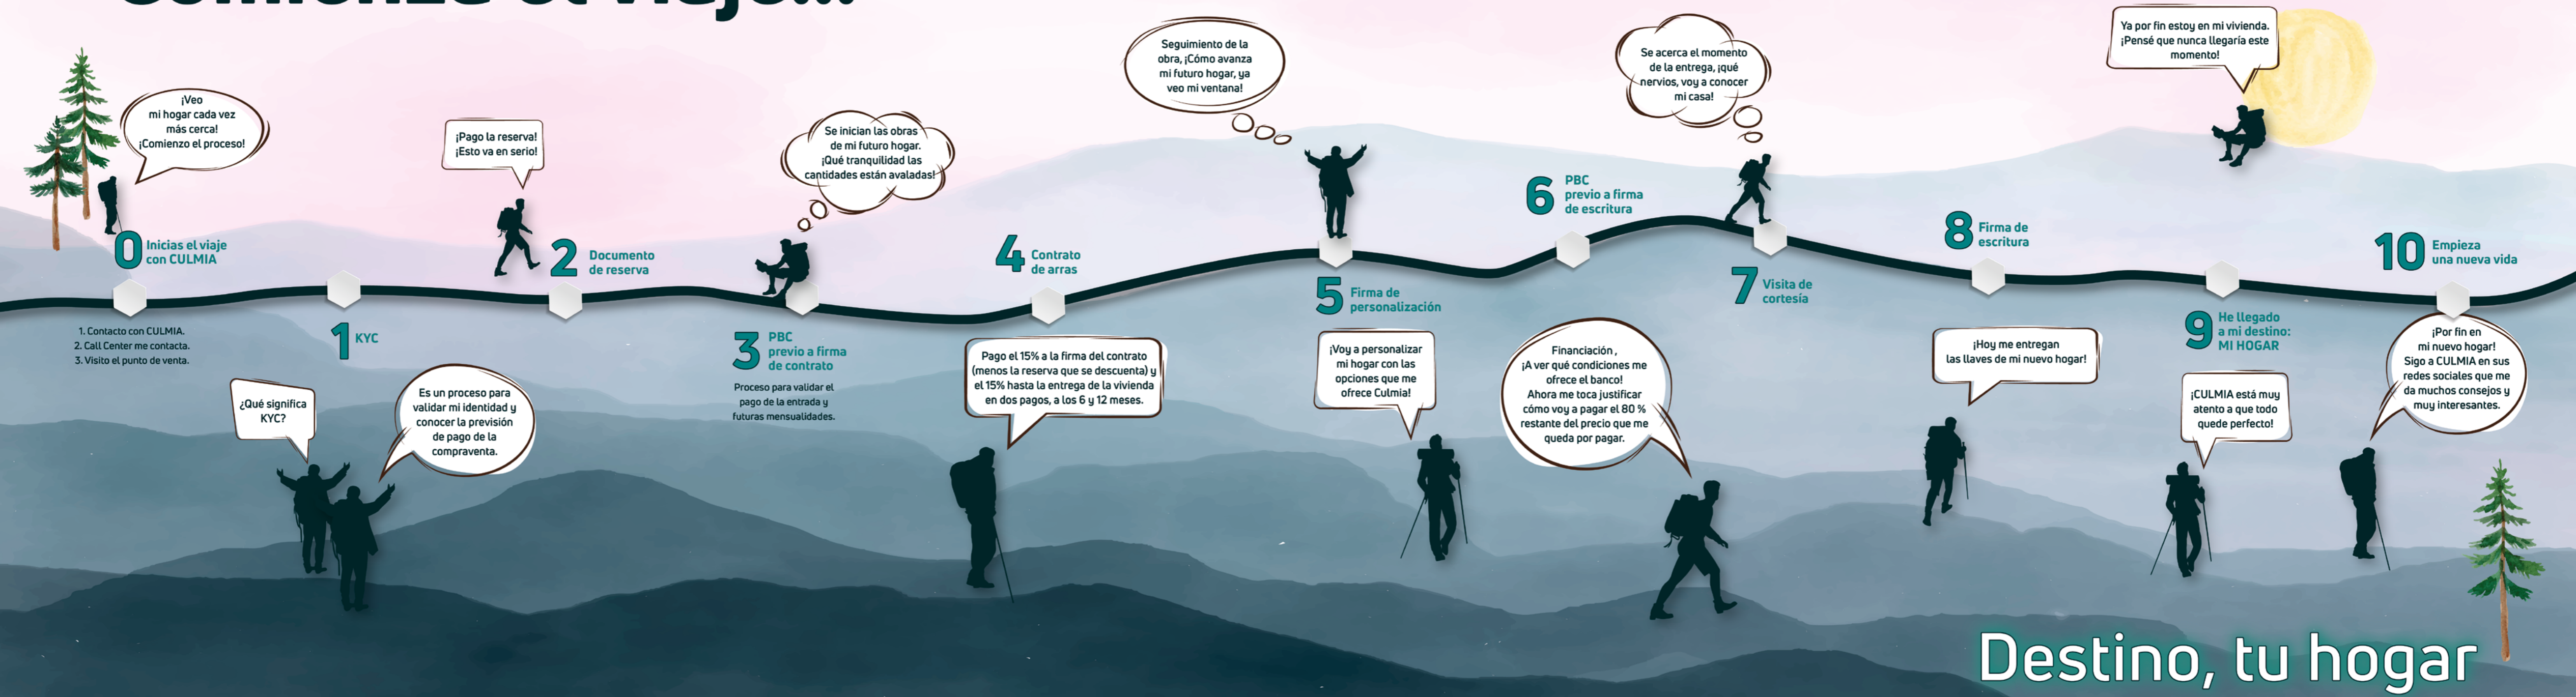 Comienza el viaje...
¡Veo
mi hogar cada vez
más cerca!
¡Comienzo el proceso!
0 Inicias el viaje
con CULMIA
1. Contacto con CULMIA.
2. Call Center me contacta.
3. Visito el punto de venta.
1 KYC
¿Qué significa
KYC?
Es un proceso para
validar mi identidad y
conocer la previsión
de pago de la
compraventa.
¡Pago la reserva!
¡Esto va en serio!
2 Documento
de reserva
Se inician las obras
de mi futuro hogar.
¡Qué tranquilidad las
cantidades están avaladas!
3 PBC
previo a firma
de contrato
Proceso para validar el
pago de la entrada y
futuras mensualidades.
4 Contrato
de arras
Pago el 15% a la firma del contrato
(menos la reserva que se descuenta) y
el 15% hasta la entrega de la vivienda
en dos pagos, a los 6 y 12 meses.
Seguimiento de la
obra, ¡Cómo avanza
mi futuro hogar, ya
veo mi ventana!
5 Firma de
personalización
¡Voy a personalizar
mi hogar con las
opciones que me
ofrece Culmia!
6 PBC
previo a firma
de escritura
Financiación ,
¡A ver qué condiciones me
ofrece el banco!
Ahora me toca justificar
cómo voy a pagar el 80 %
restante del precio que me
queda por pagar.
Se acerca el momento
de la entrega, ¡qué
nervios, voy a conocer
mi casa!
7 Visita de
cortesía
8 Firma de
escritura
¡Hoy me entregan
las llaves de mi nuevo hogar!
Ya por fin estoy en mi vivienda.
¡Pensé que nunca llegaría este
momento!
9 He llegado
a mi destino:
MI HOGAR
¡CULMIA está muy
atento a que todo
quede perfecto!
10 Empieza
una nueva vida
¡Por fin en
mi nuevo hogar!
Sigo a CULMIA en sus
redes sociales que me
da muchos consejos y
muy interesantes.
Destino, tu hogar